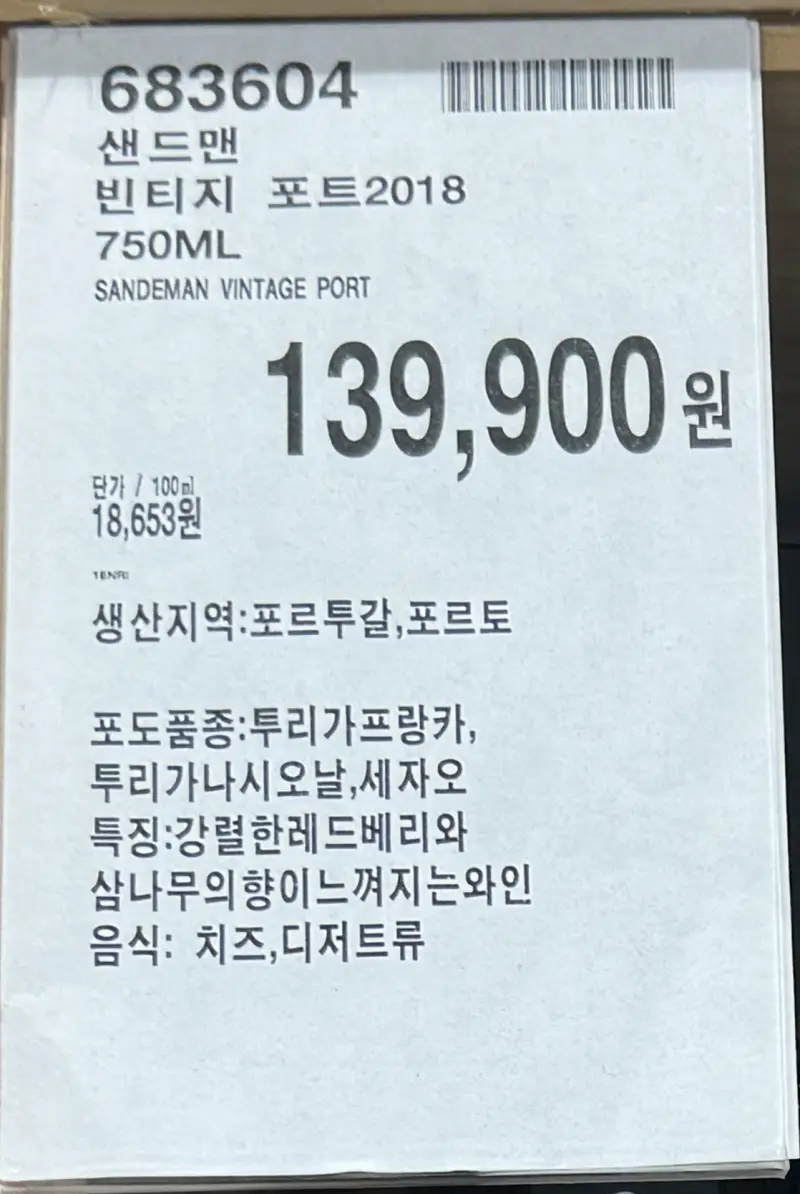 683604
샌드맨
빈티지 포트2018
750ML
SANDEMAN VINTAGE PORT
139,900원
단가 / 100㎖
18,653원
생산지역:포르투갈,포르토
포도품종:투리가프랑카,
투리가나시오날,세자오
특징:강렬한레드베리와
삼나무의향이느껴지는와인
음식: 치즈,디저트류